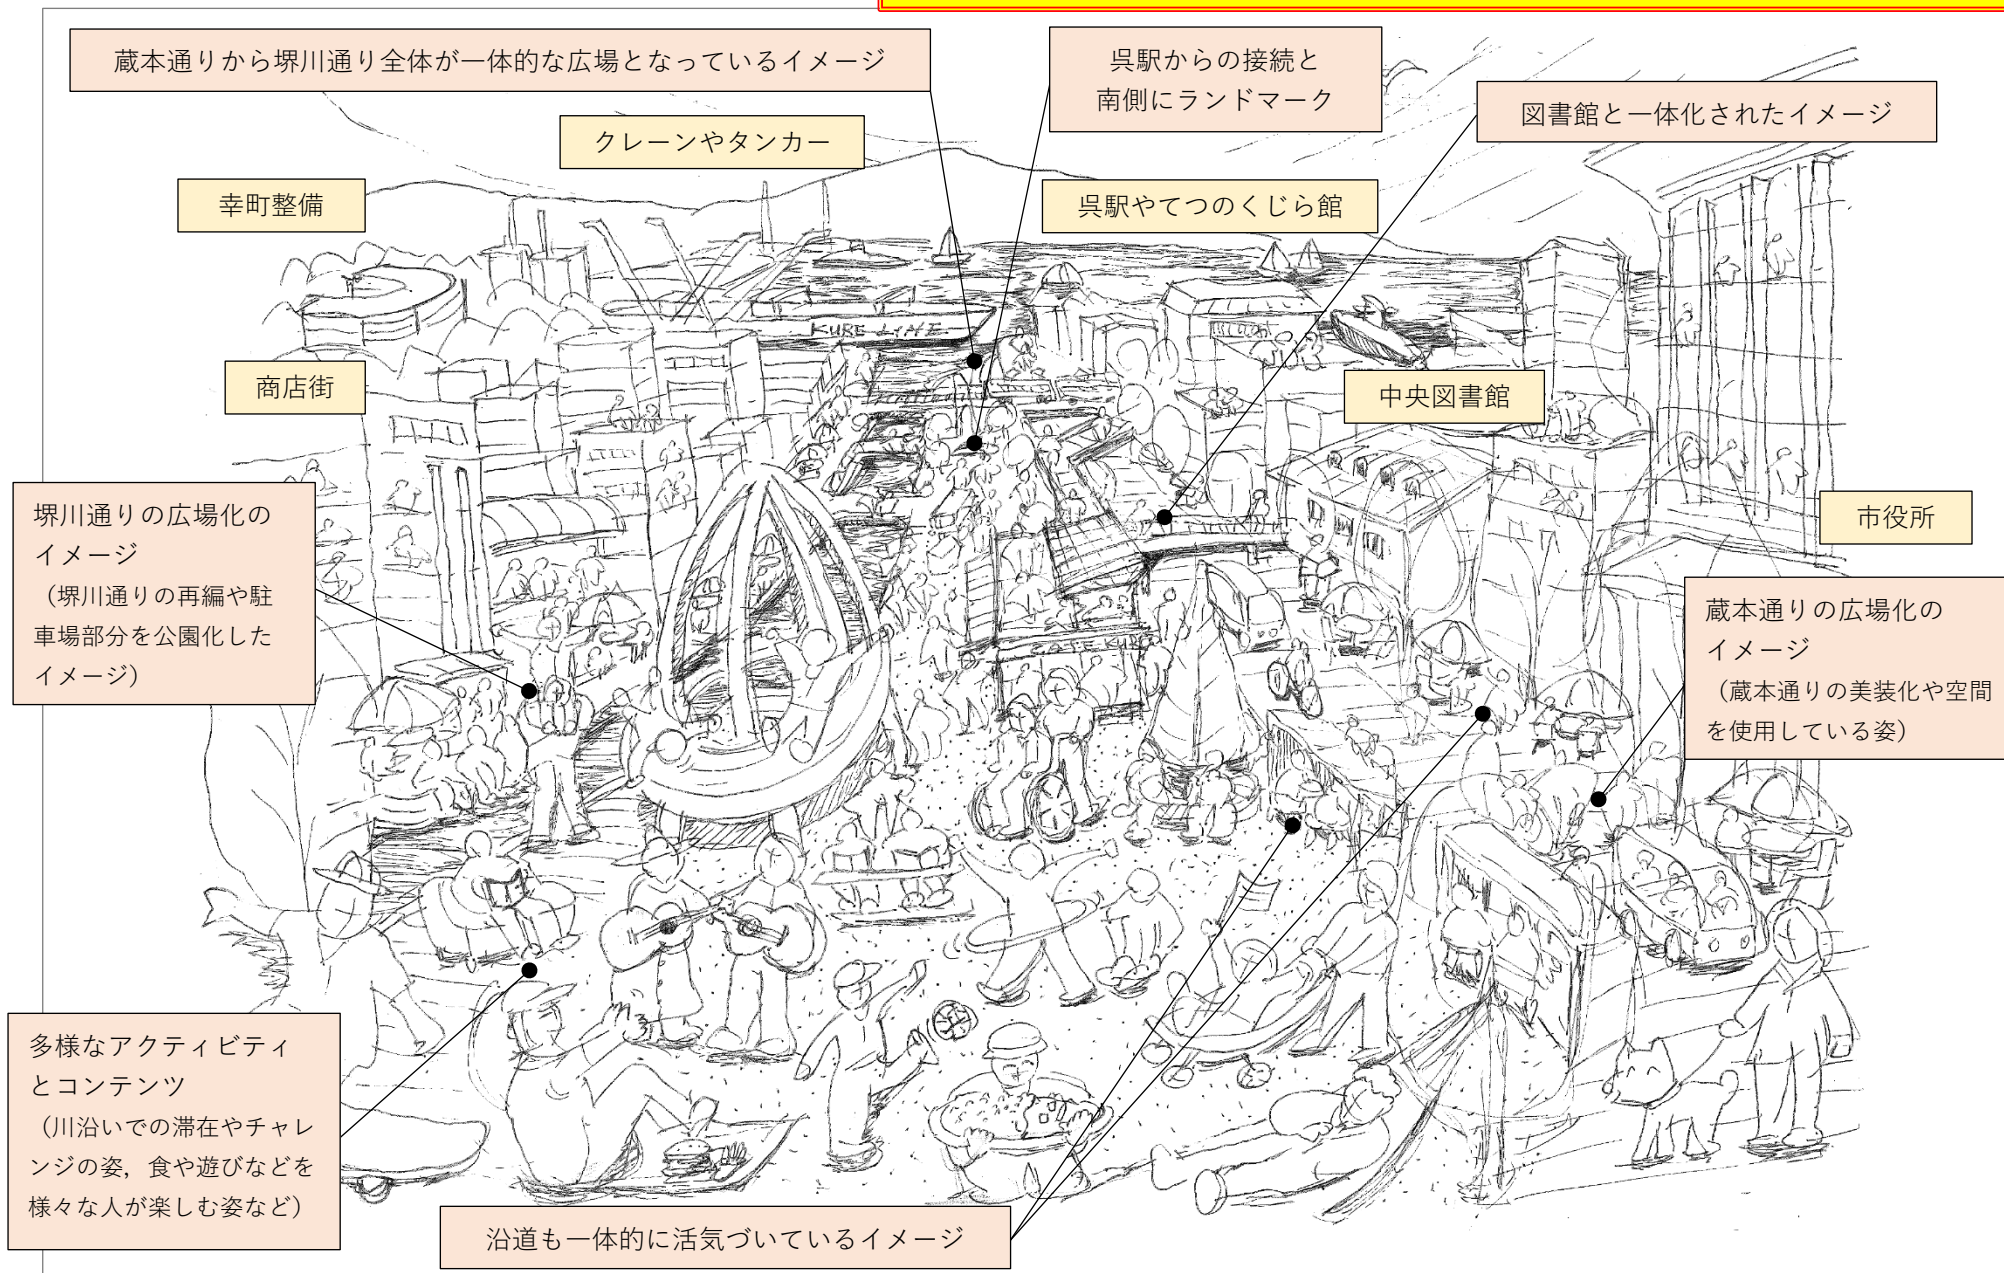 蔵本通りから堺川通り全体が一体的な広場となっているイメージ
呉駅からの接続と
南側にランドマーク
図書館と一体化されたイメージ
クレーンやタンカー
幸町整備
呉駅やてつのくじら館
KURE LINE
商店街
中央図書館
堺川通りの広場化の
イメージ
（堺川通りの再編や駐
車場部分を公園化した
イメージ）
市役所
蔵本通りの広場化の
イメージ
（蔵本通りの美装化や空間
を使用している姿）
多様なアクティビティ
とコンテンツ
（川沿いでの滞在やチャレ
ンジの姿，食や遊びなどを
様々な人が楽しむ姿など）
沿道も一体的に活気づいているイメージ